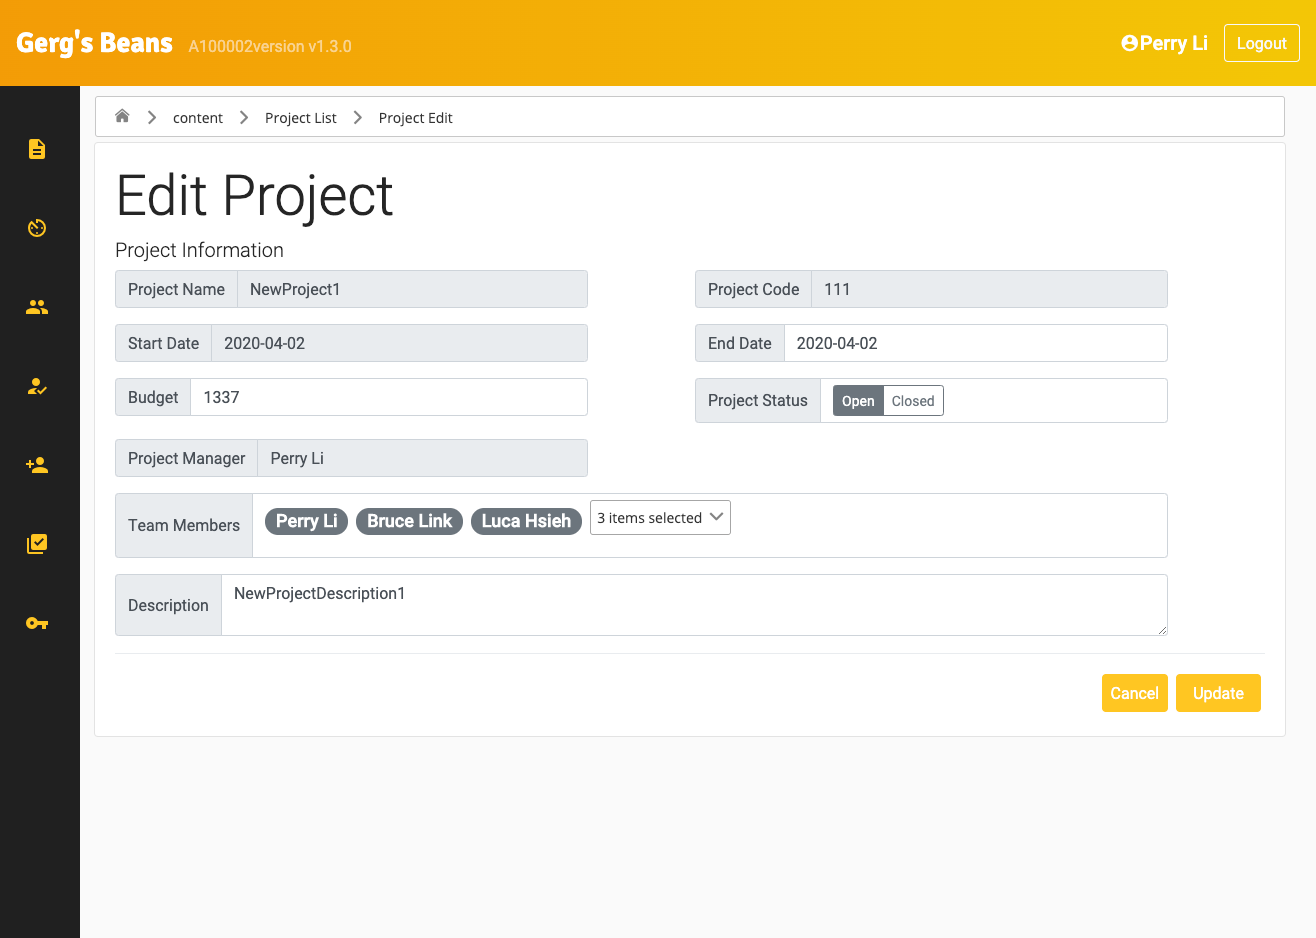 Gerg's Beans A100002version v1.3.0 Perry Li Logout
content Project List Project Edit
Edit Project
Project Information
Project Name NewProject1 Project Code 111
Start Date 2020-04-02 End Date 2020-04-02
Budget 1337 Project Status Open Closed
Project Manager Perry Li
Team Members Perry Li Bruce Link Luca Hsieh 3 items selected
Description NewProjectDescription1
Cancel Update